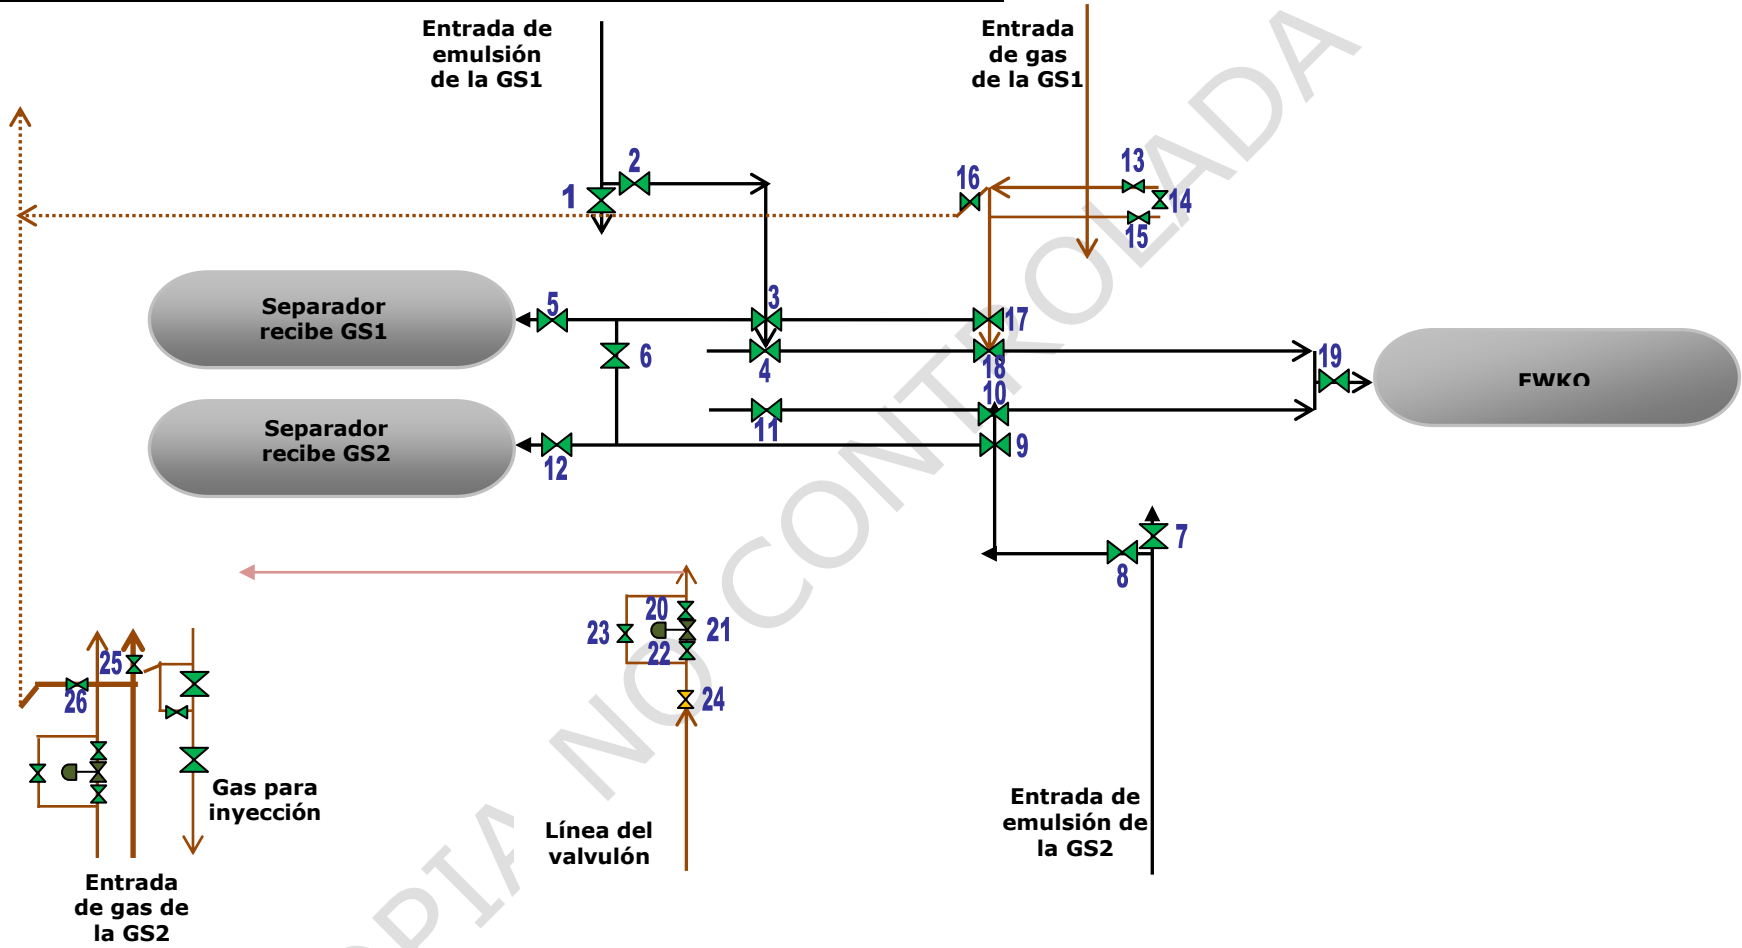 Entrada de
emulsión
de la GS1
Entrada
de gas
de la GS1
2
1
16
13
14
15
Separador
recibe GS1
5
3
17
6
4
18
19
FWKO
10
11
Separador
recibe GS2
12
9
7
8
20
23
21
22
25
26
24
Gas para
inyección
Línea del
valvulón
Entrada de
emulsión de
la GS2
Entrada
de gas de
la GS2
COPIA NO CONTROLADA